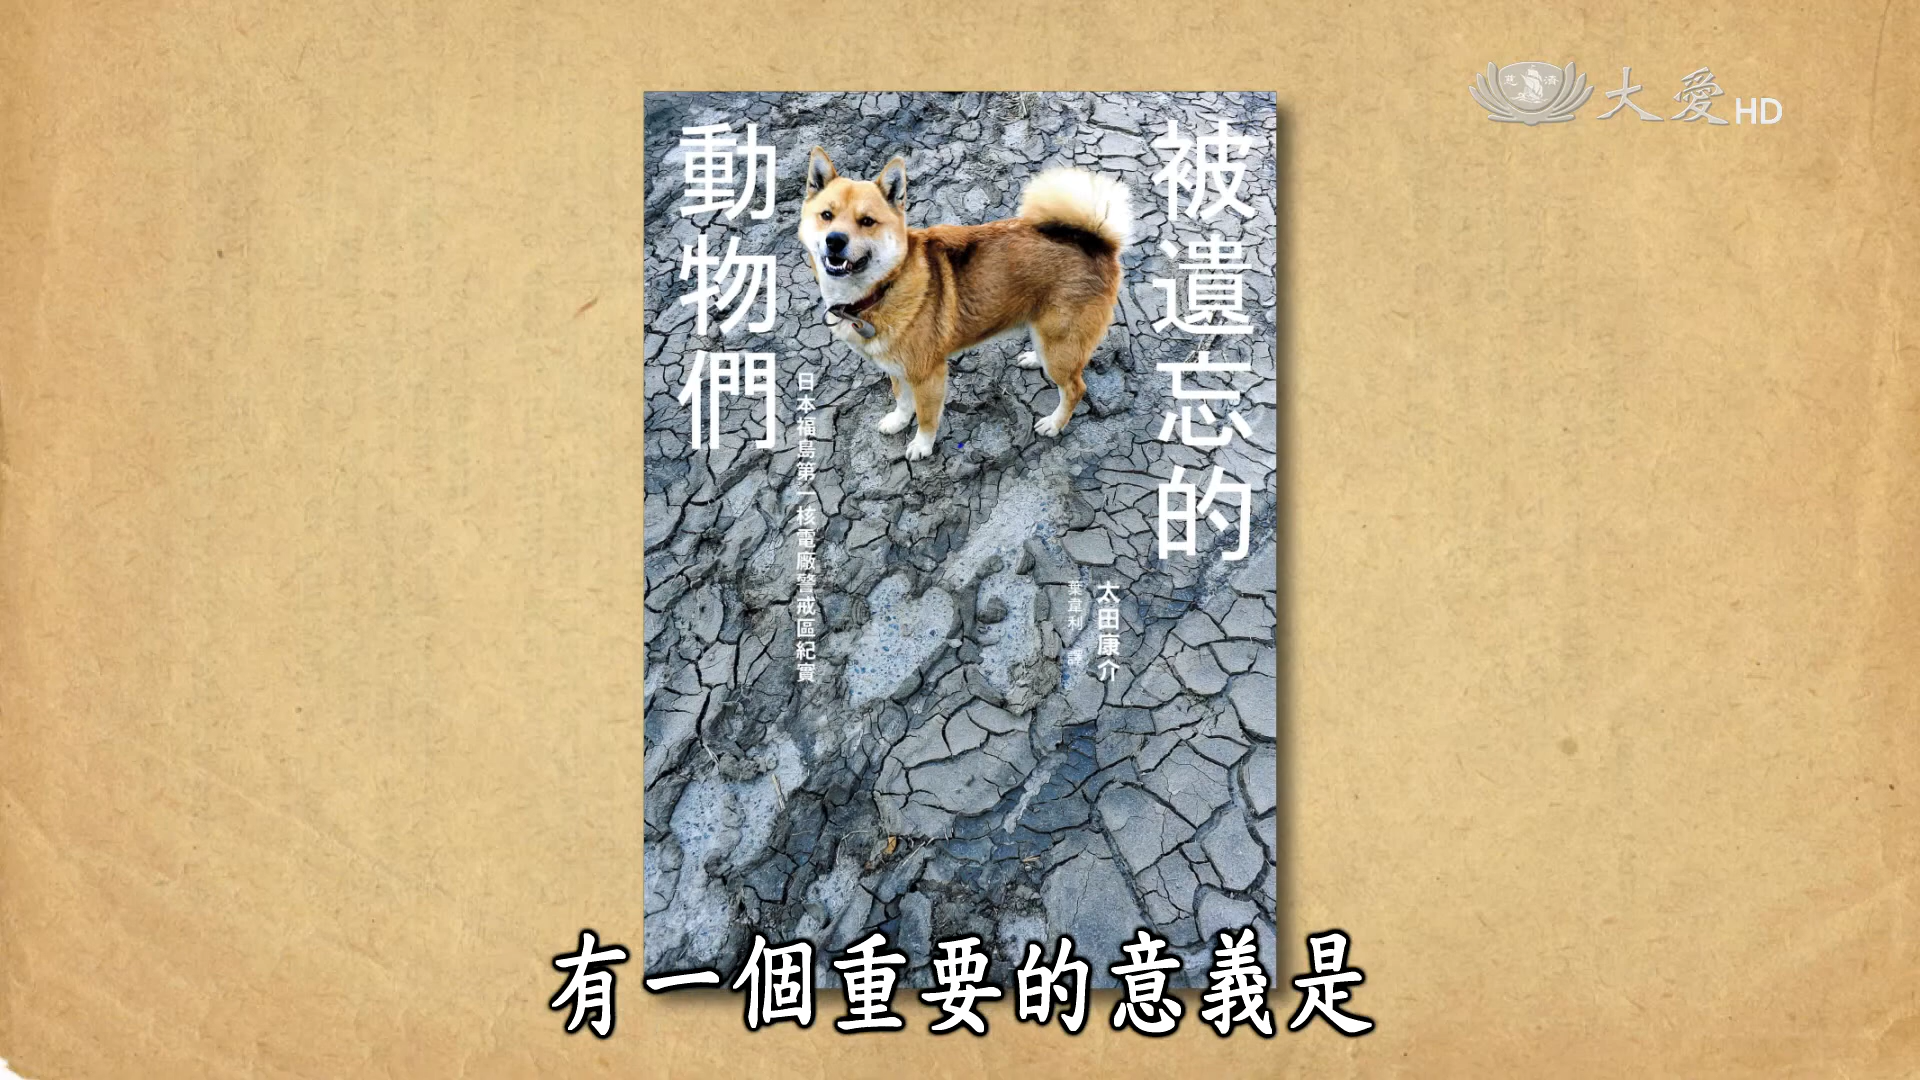 慈濟
大愛HD
被遺忘的
動物們
日本福島第一核電廠警戒區紀實
太田康介
葉韋利 譯
有一個重要的意義是